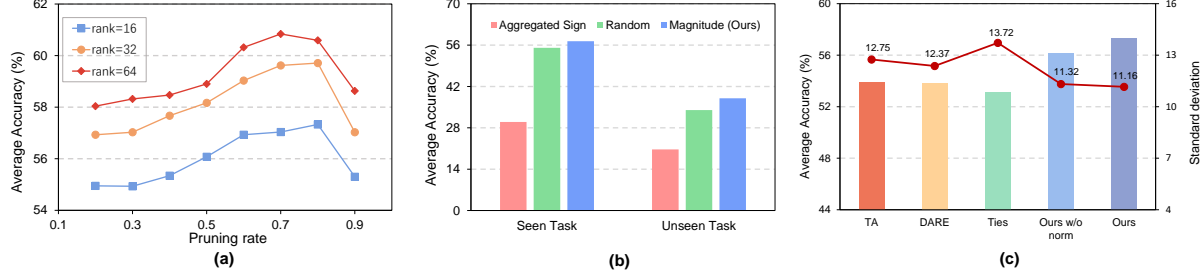 62
60
58
56
54
Average Accuracy (%)
rank=16
rank=32
rank=64
0.1
0.3
0.5
0.7
0.9
Pruning rate
(a)
70
56
42
28
14
0
Average Accuracy (%)
Aggregated Sign
Random
Magnitude (Ours)
Seen Task
Unseen Task
(b)
60
56
52
48
44
Average Accuracy (%)
12.75
12.37
13.72
11.32
11.16
16
13
10
7
4
Standard deviation
TA
DARE
Ties
Ours w/o
norm
Ours
(c)